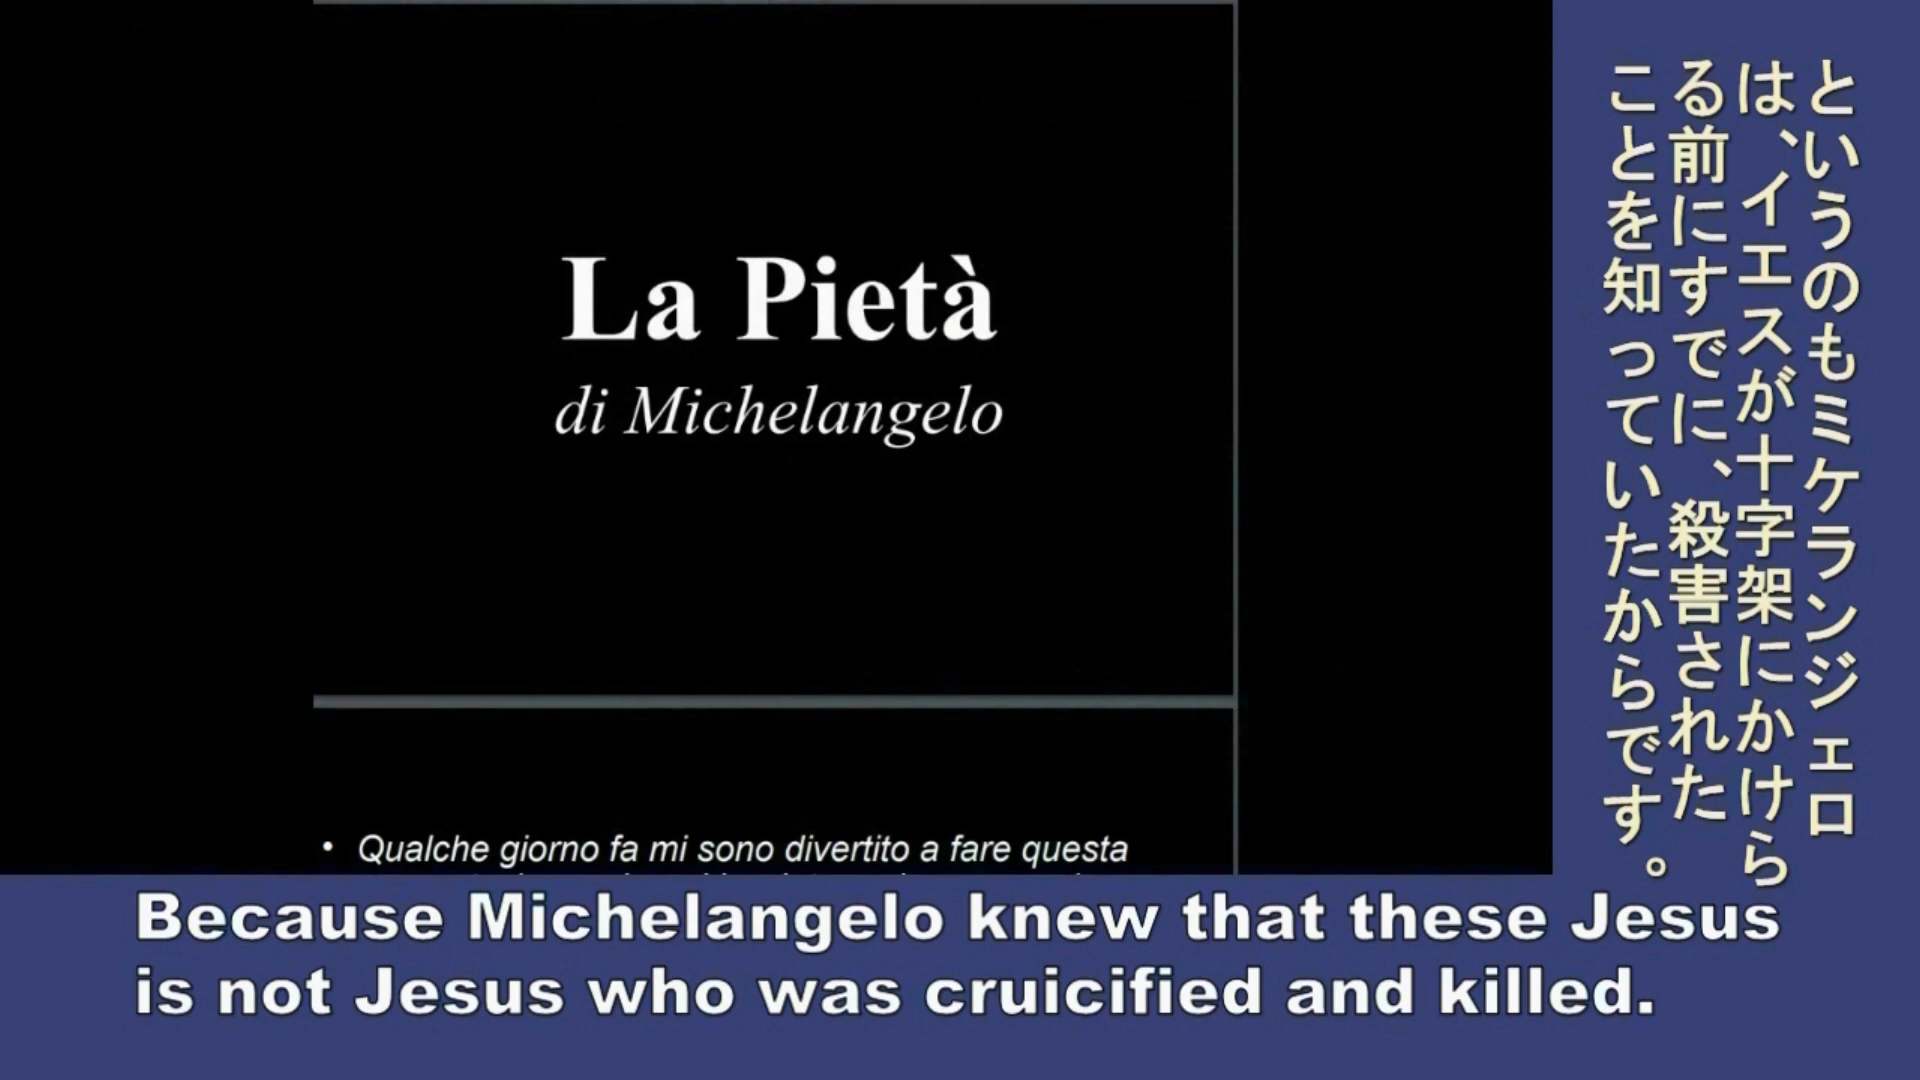 La Pietà
di Michelangelo
• Qualche giorno fa mi sono divertito a fare questa
というのもミケランジェロ
は、イエスが十字架にかけら
る前にすでに、殺害された
ことを知っていたからです。
Because Michelangelo knew that these Jesus
is not Jesus who was cruicified and killed.